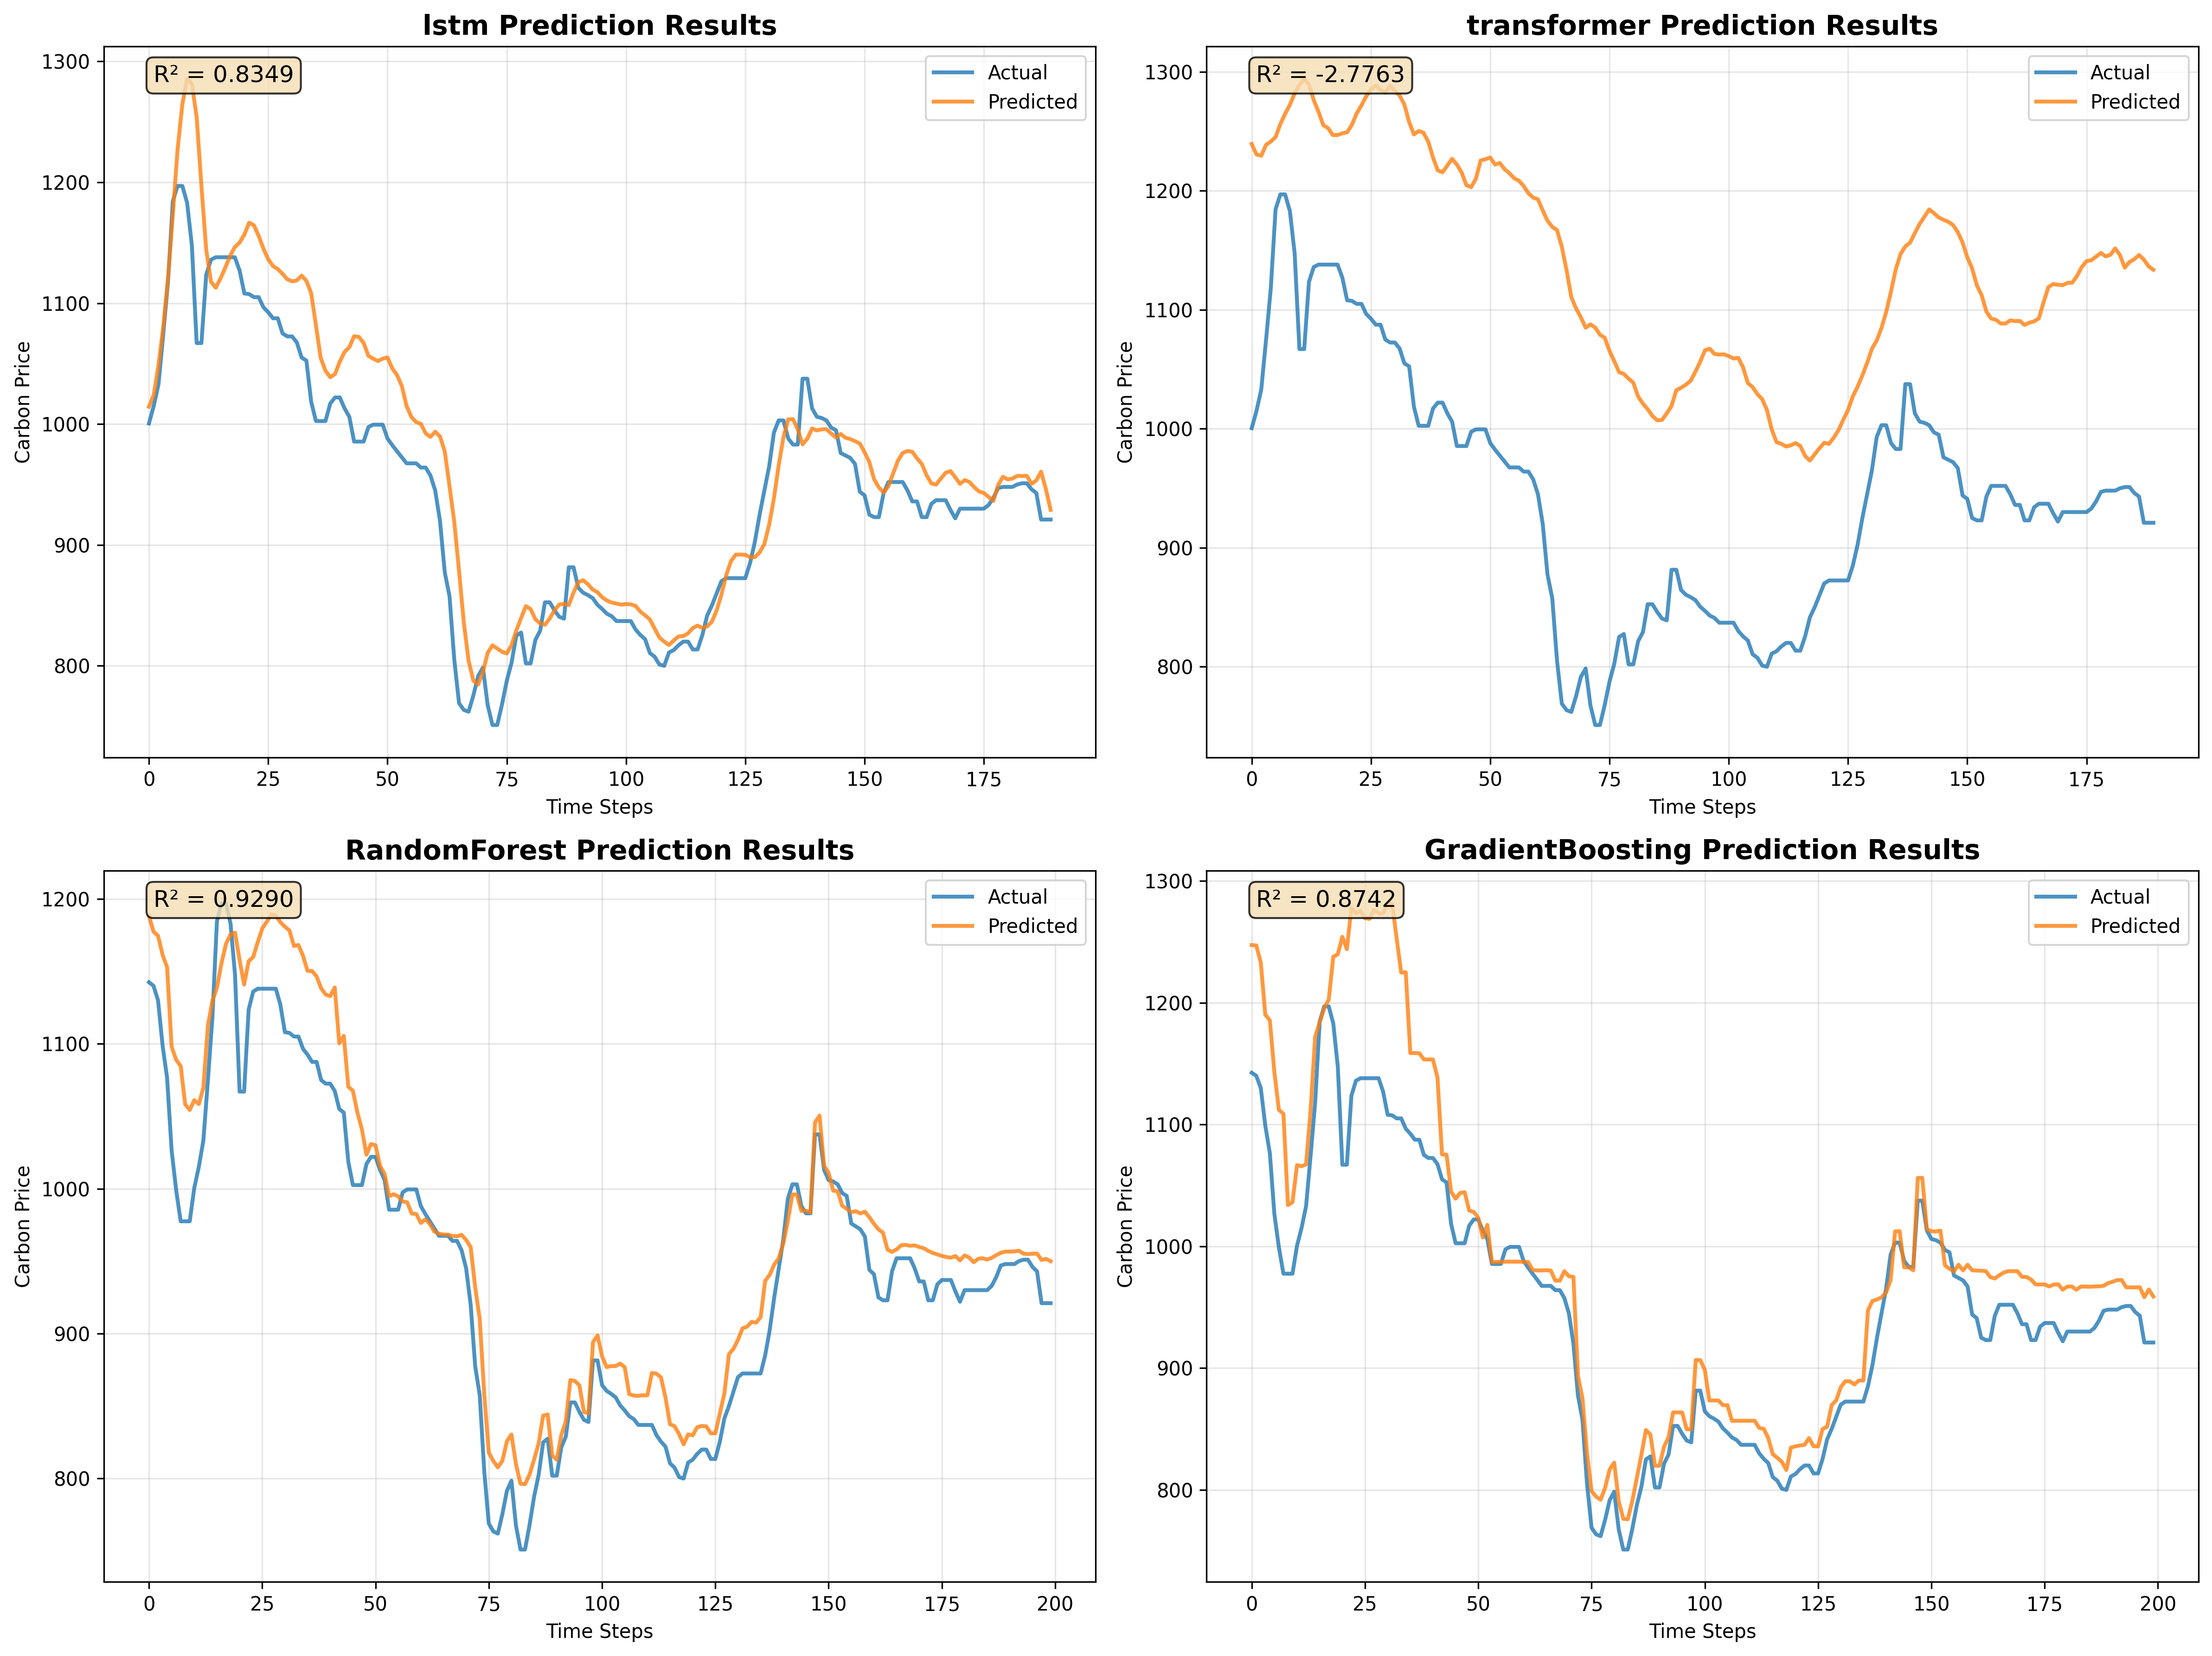 lstm Prediction Results
R² = 0.8349
Actual
Predicted
1300
1200
1100
1000
900
800
Carbon Price
0 25 50 75 100 125 150 175
Time Steps
transformer Prediction Results
R² = -2.7763
Actual
Predicted
1300
1200
1100
1000
900
800
Carbon Price
0 25 50 75 100 125 150 175
Time Steps
RandomForest Prediction Results
R² = 0.9290
Actual
Predicted
1200
1100
1000
900
800
Carbon Price
0 25 50 75 100 125 150 175 200
Time Steps
GradientBoosting Prediction Results
R² = 0.8742
Actual
Predicted
1300
1200
1100
1000
900
800
Carbon Price
0 25 50 75 100 125 150 175 200
Time Steps